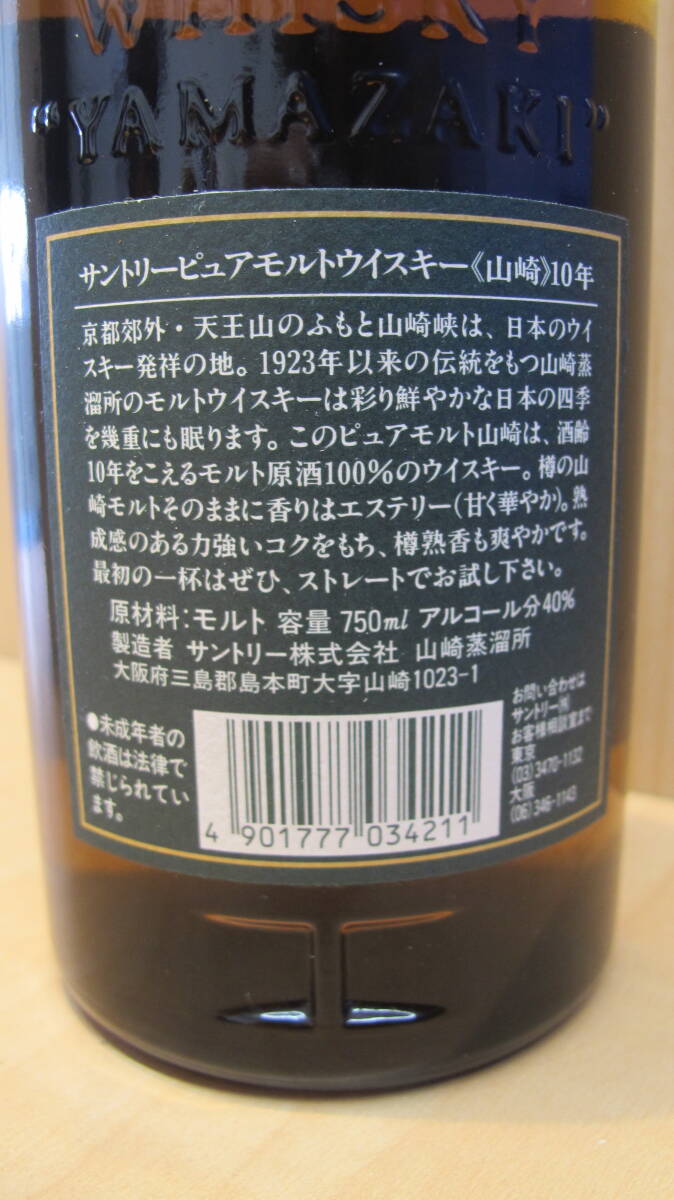 WHISKY
"YAMAZAKI"
サントリーピュアモルトウイスキー《山崎》10年
京都郊外・天王山のふもと山崎峡は、日本のウイ
スキー発祥の地。1923年以来の伝統をもつ山崎蒸
溜所のモルトウイスキーは彩り鮮やかな日本の四季
を幾重にも眠ります。このピュアモルト山崎は、酒齢
10年をこえるモルト原酒100%のウイスキー。樽の山
崎モルトそのままに香りはエステリー(甘く華やか)。熟
成感のある力強いコクをもち、樽熟香も爽やかです。
最初の一杯はぜひ、ストレートでお試し下さい。
原材料:モルト 容量 750ml アルコール分40%
製造者 サントリー株式会社 山崎蒸溜所
大阪府三島郡島本町大字山崎1023-1
●未成年者の
飲酒は法律で
禁じられてい
ます。
4 901777 034211
お問い合わせは
サントリー㈱
お客様相談室まで
東京
(03)3470-1132
大阪
(06)346-1143